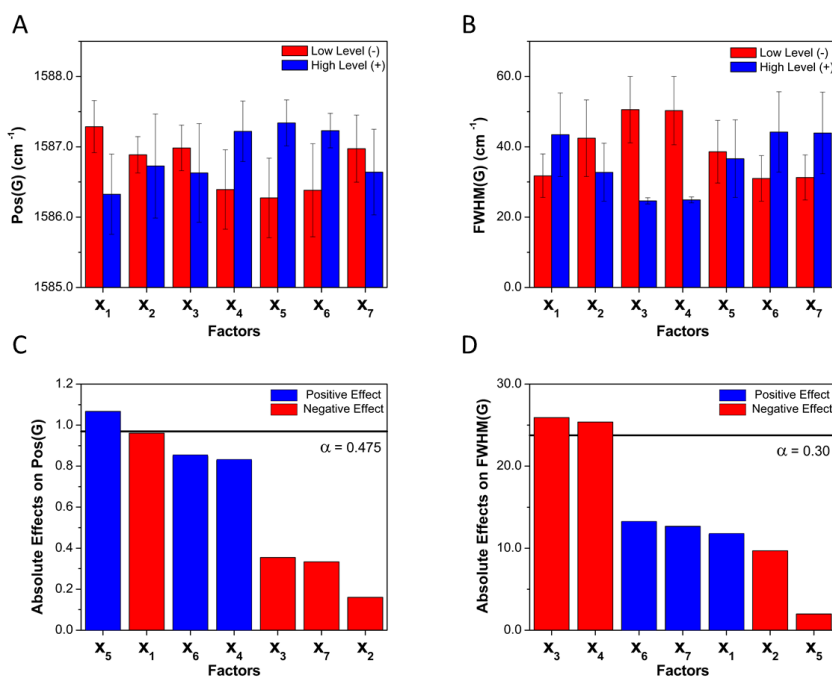 A
Low Level (-)
High Level (+)
1588.0
1587.0
1586.0
1585.0
Pos(G) (cm⁻¹)
x₁ x₂ x₃ x₄ x₅ x₆ x₇
Factors
B
Low Level (-)
High Level (+)
60.0
40.0
20.0
0.0
FWHM(G) (cm⁻¹)
x₁ x₂ x₃ x₄ x₅ x₆ x₇
Factors
C
Positive Effect
Negative Effect
1.2
1.0
0.8
0.6
0.4
0.2
0.0
α = 0.475
Absolute Effects on Pos(G)
x₅ x₁ x₆ x₄ x₃ x₇ x₂
Factors
D
Positive Effect
Negative Effect
30.0
20.0
10.0
0.0
α = 0.30
Absolute Effects on FWHM(G)
x₃ x₄ x₆ x₇ x₁ x₂ x₅
Factors